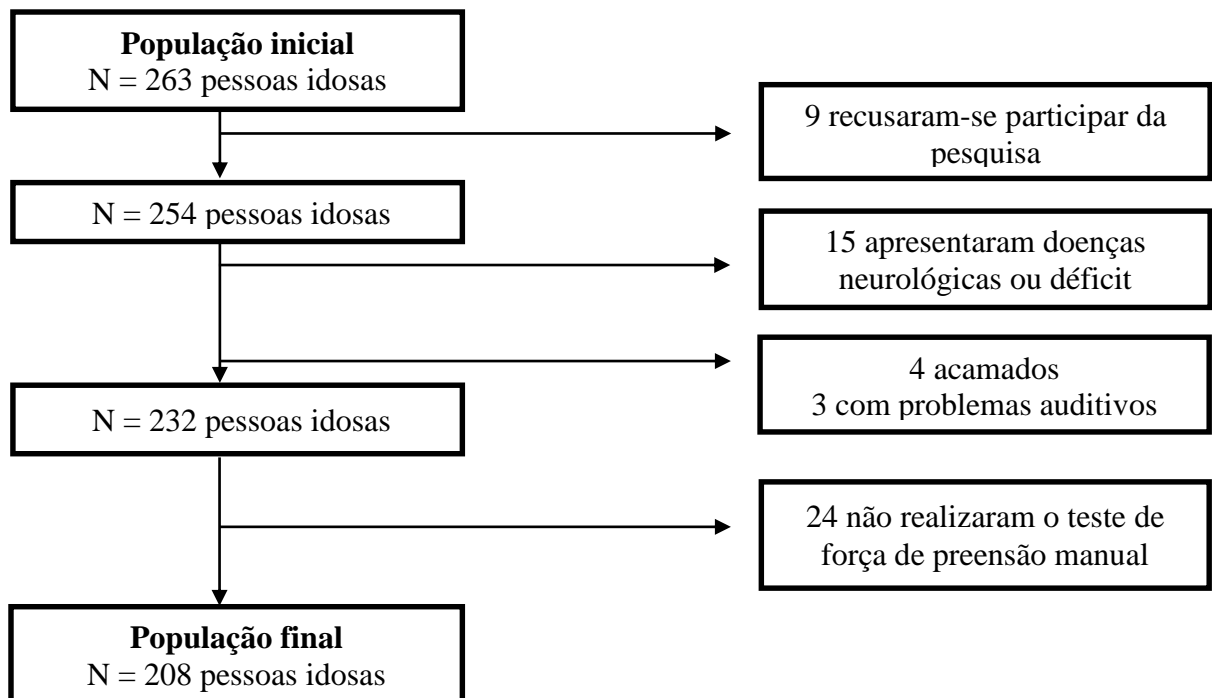 População inicial
N = 263 pessoas idosas
9 recusaram-se participar da
pesquisa
N = 254 pessoas idosas
15 apresentaram doenças
neurológicas ou déficit
4 acamados
3 com problemas auditivos
N = 232 pessoas idosas
24 não realizaram o teste de
força de preensão manual
População final
N = 208 pessoas idosas